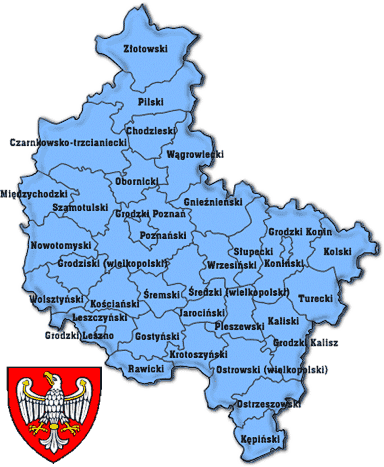 Złotowski
Pilski
Chodzieski
Czarnkowsko-trzcianiecki
Wągrowiecki
Obornicki
Międzychodzki
Gnieźnieński
Szamotulski
Grodzki Poznań
Grodzki Konin
Poznański
Nowotomyski
Słupecki
Kolski
Grodziski (wielkopolski)
Wrzesiński
Koniński
Wolsztyński
Kościański
Śremski
Średzki (wielkopolski)
Turecki
Leszczyński
Jarociński
Kaliski
Pleszewski
Grodzki Leszno
Gostyński
Grodzki Kalisz
Krotoszyński
Rawicki
Ostrowski (wielkopolski)
Ostrzeszowski
Kępiński